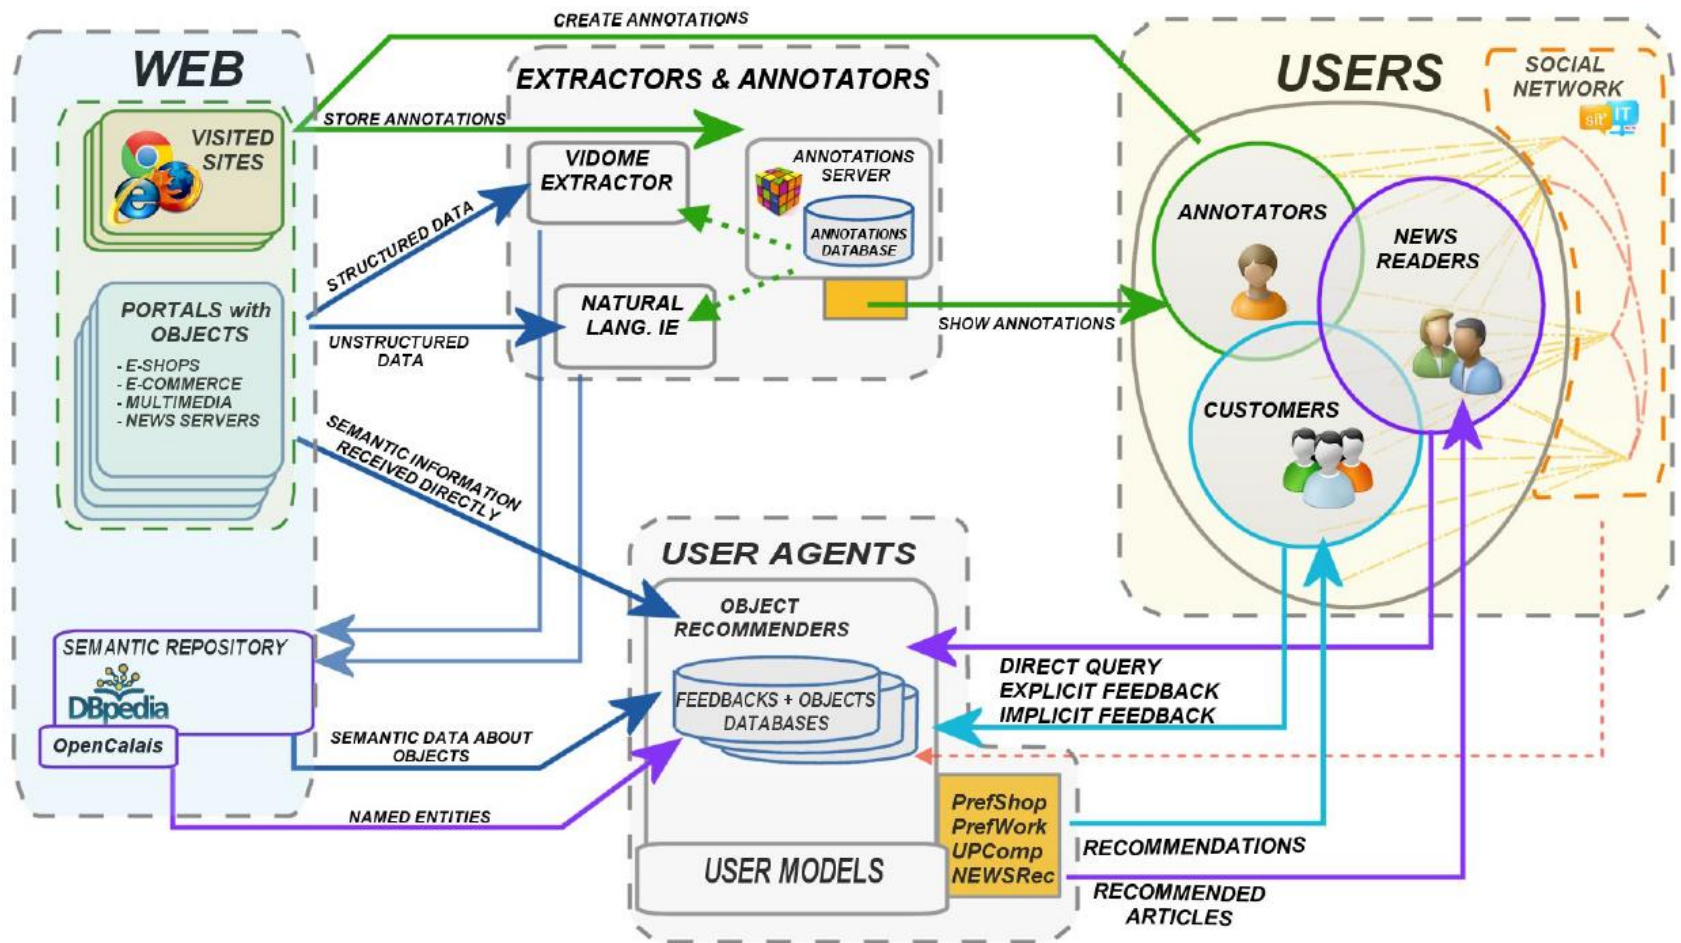 CREATE ANNOTATIONS
WEB
VISITED
SITES
STORE ANNOTATIONS
PORTALS with
OBJECTS
- E-SHOPS
- E-COMMERCE
- MULTIMEDIA
- NEWS SERVERS
STRUCTURED DATA
UNSTRUCTURED
DATA
SEMANTIC INFORMATION
RECEIVED DIRECTLY
SEMANTIC REPOSITORY
DBpedia
OpenCalais
SEMANTIC DATA ABOUT
OBJECTS
NAMED ENTITIES
EXTRACTORS & ANNOTATORS
VIDOME
EXTRACTOR
ANNOTATIONS
SERVER
ANNOTATIONS
DATABASE
NATURAL
LANG. IE
SHOW ANNOTATIONS
USERS
SOCIAL
NETWORK
sit*
IT
ANNOTATORS
NEWS
READERS
CUSTOMERS
USER AGENTS
OBJECT
RECOMMENDERS
FEEDBACKS + OBJECTS
DATABASES
USER MODELS
DIRECT QUERY
EXPLICIT FEEDBACK
IMPLICIT FEEDBACK
PrefShop
PrefWork
UPComp
NEWSRec
RECOMMENDATIONS
RECOMMENDED
ARTICLES